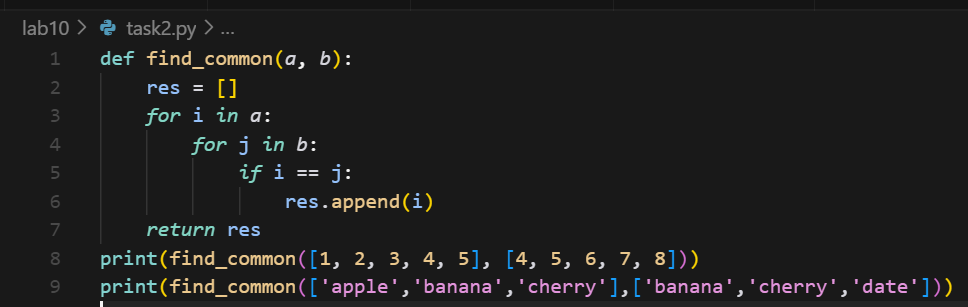 lab10 > task2.py > ...
1 def find_common(a, b):
2     res = []
3     for i in a:
4         for j in b:
5             if i == j:
6                 res.append(i)
7     return res
8 print(find_common([1, 2, 3, 4, 5], [4, 5, 6, 7, 8]))
9 print(find_common(['apple','banana','cherry'],['banana','cherry','date']))